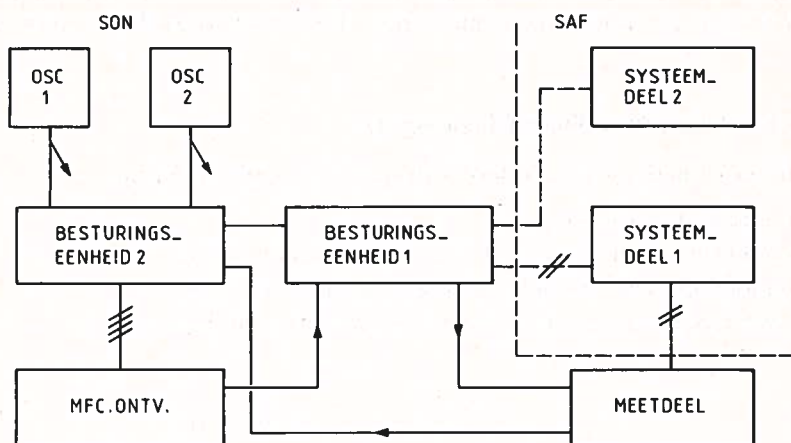 SON
SAF
OSC
1
OSC
2
SYSTEEM_
DEEL 2
BESTURINGS_
EENHEID 2
BESTURINGS_
EENHEID 1
SYSTEEM_
DEEL 1
MFC.ONTV.
MEETDEEL